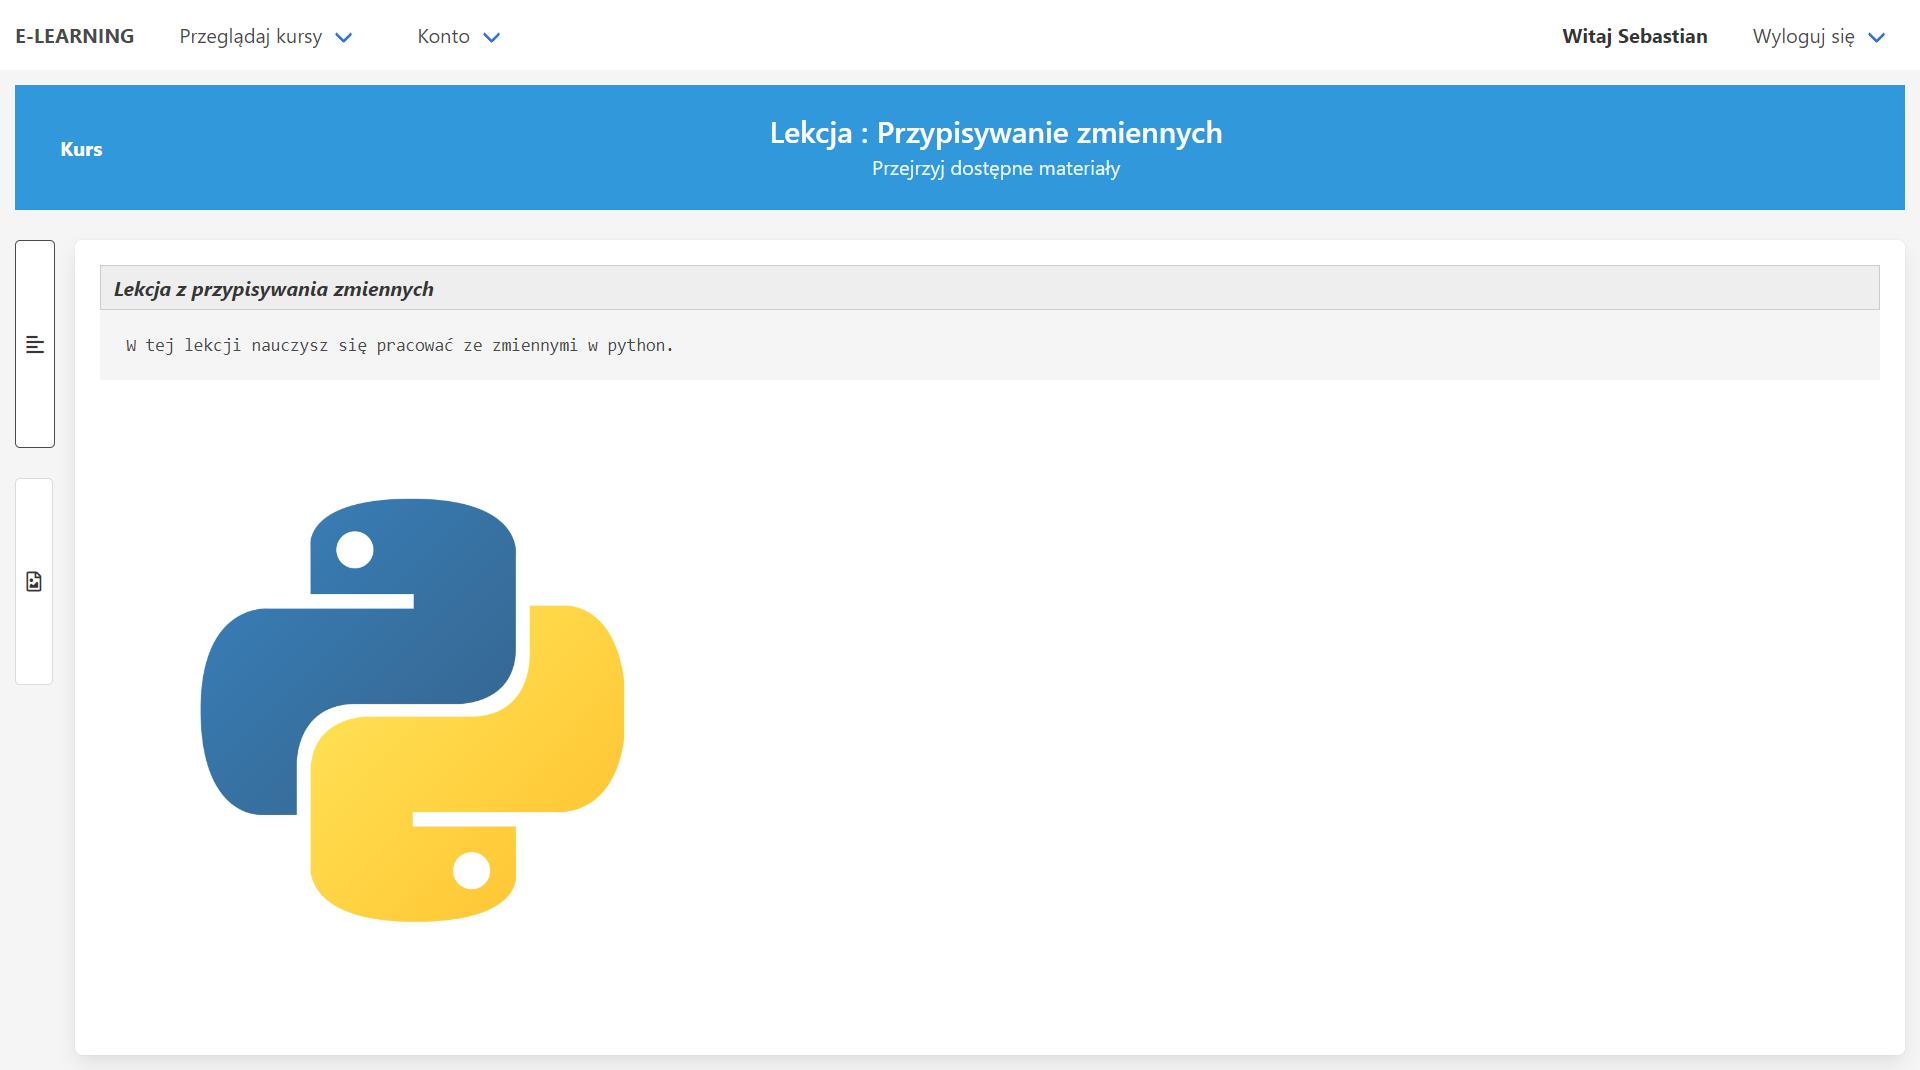 E-LEARNING Przeglądaj kursy Konto Witaj Sebastian Wyloguj się
Kurs
Lekcja : Przypisywanie zmiennych
Przejrzyj dostępne materiały
Lekcja z przypisywania zmiennych
W tej lekcji nauczysz się pracować ze zmiennymi w python.